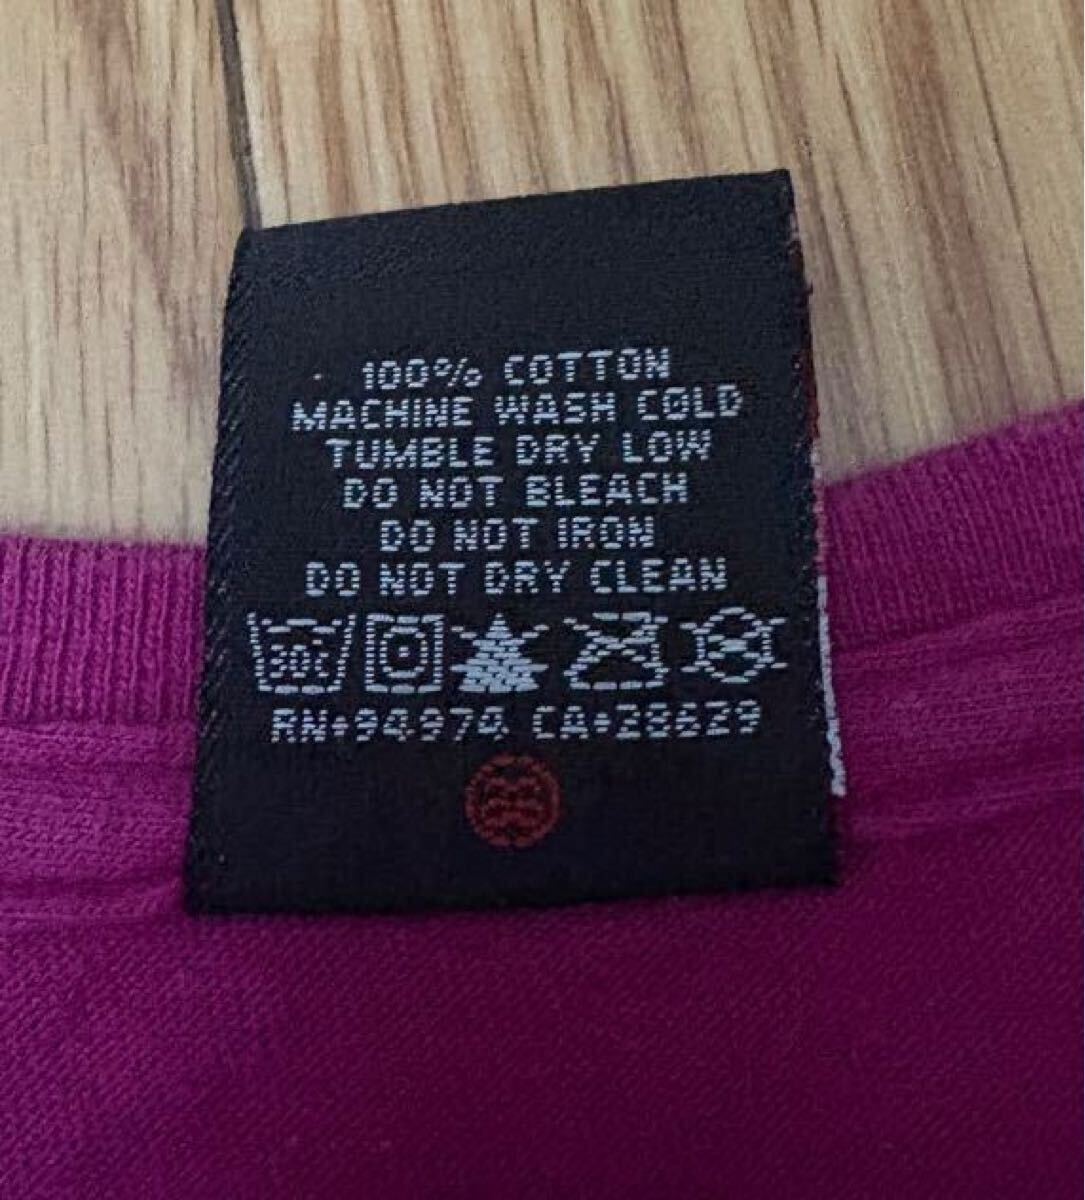 100% COTTON
MACHINE WASH COLD
TUMBLE DRY LOW
DO NOT BLEACH
DO NOT IRON
DO NOT DRY CLEAN
30C
RN•94974 CA•28629